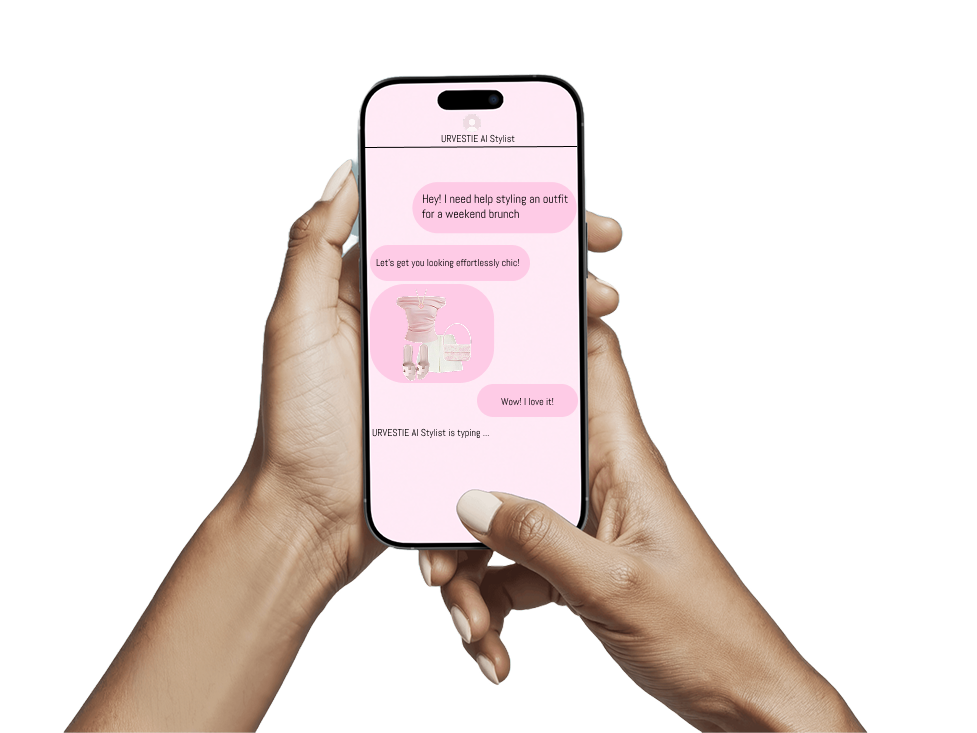 URVESTIE AI Stylist
Hey! I need help styling an outfit
for a weekend brunch
Let's get you looking effortlessly chic!
Wow! I love it!
URVESTIE AI Stylist is typing ...